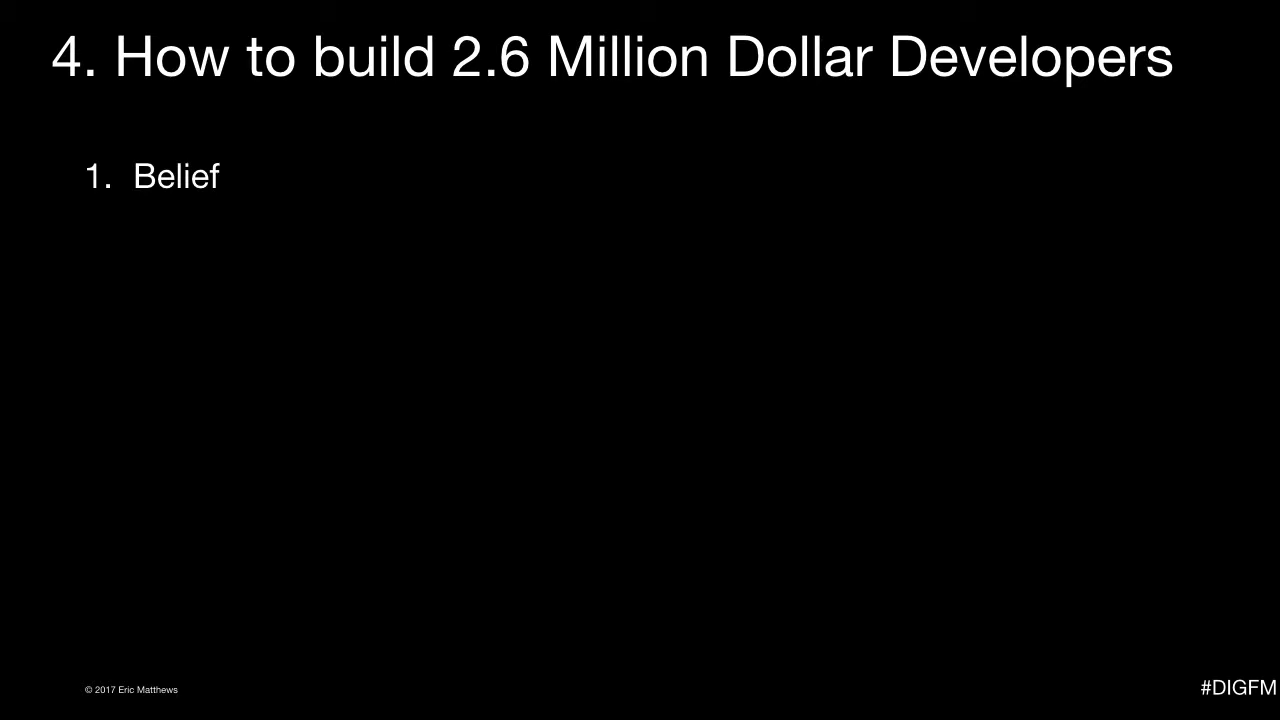 4. How to build 2.6 Million Dollar Developers
1. Belief
© 2017 Eric Matthews
#DIGFM